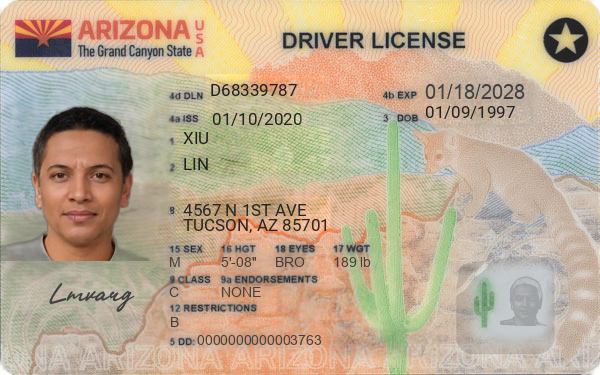 ARIZONA USA
The Grand Canyon State
DRIVER LICENSE
4d DLN D68339787
4b EXP 01/18/2028
4a ISS 01/10/2020
3 DOB 01/09/1997
1 XIU
2 LIN
8 4567 N 1ST AVE
TUCSON, AZ 85701
15 SEX 16 HGT 18 EYES 17 WGT
M 5'-08" BRO 189 lb
9 CLASS 9a ENDORSEMENTS
C NONE
12 RESTRICTIONS
B
5 DD: 0000000000003763
ARIZONA ARIZONA ARIZONA